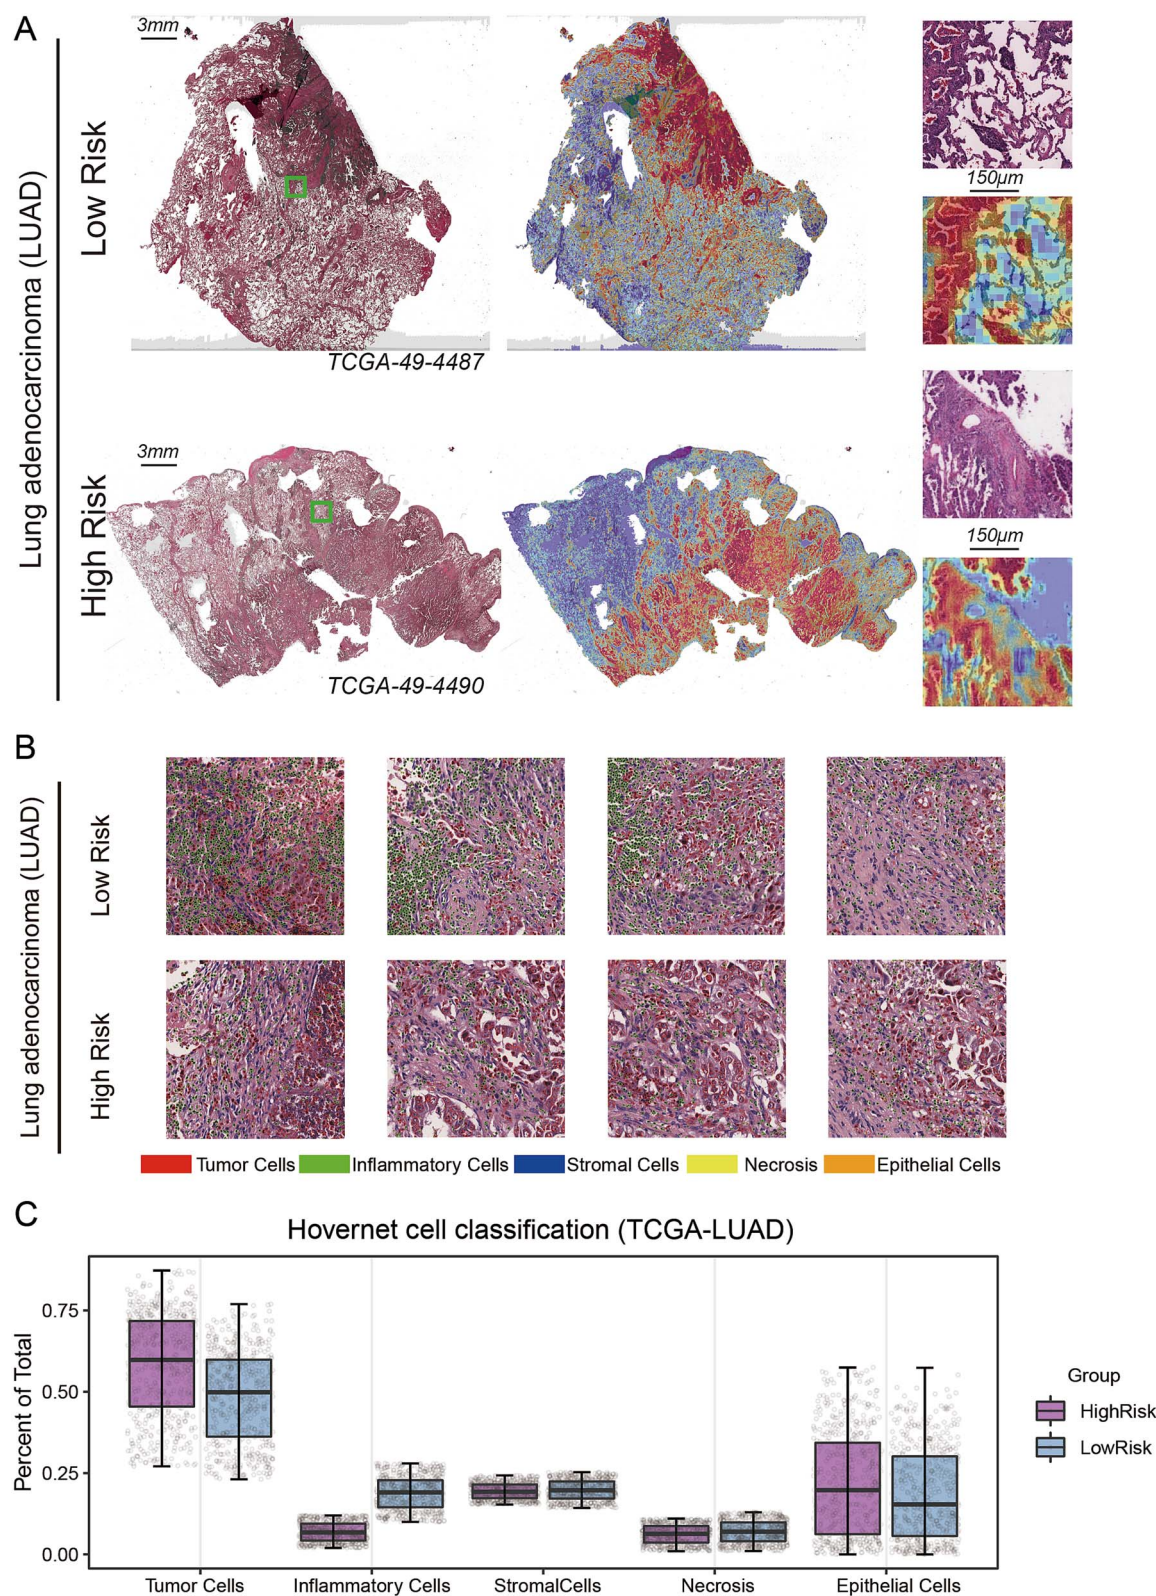 A
Lung adenocarcinoma (LUAD)
Low Risk
3mm
TCGA-49-4487
150µm
High Risk
3mm
TCGA-49-4490
150µm
B
Lung adenocarcinoma (LUAD)
Low Risk
High Risk
Tumor Cells Inflammatory Cells Stromal Cells Necrosis Epithelial Cells
C
Hovernet cell classification (TCGA-LUAD)
Percent of Total
0.75
0.50
0.25
0.00
Tumor Cells Inflammatory Cells StromalCells Necrosis Epithelial Cells
Group
HighRisk
LowRisk